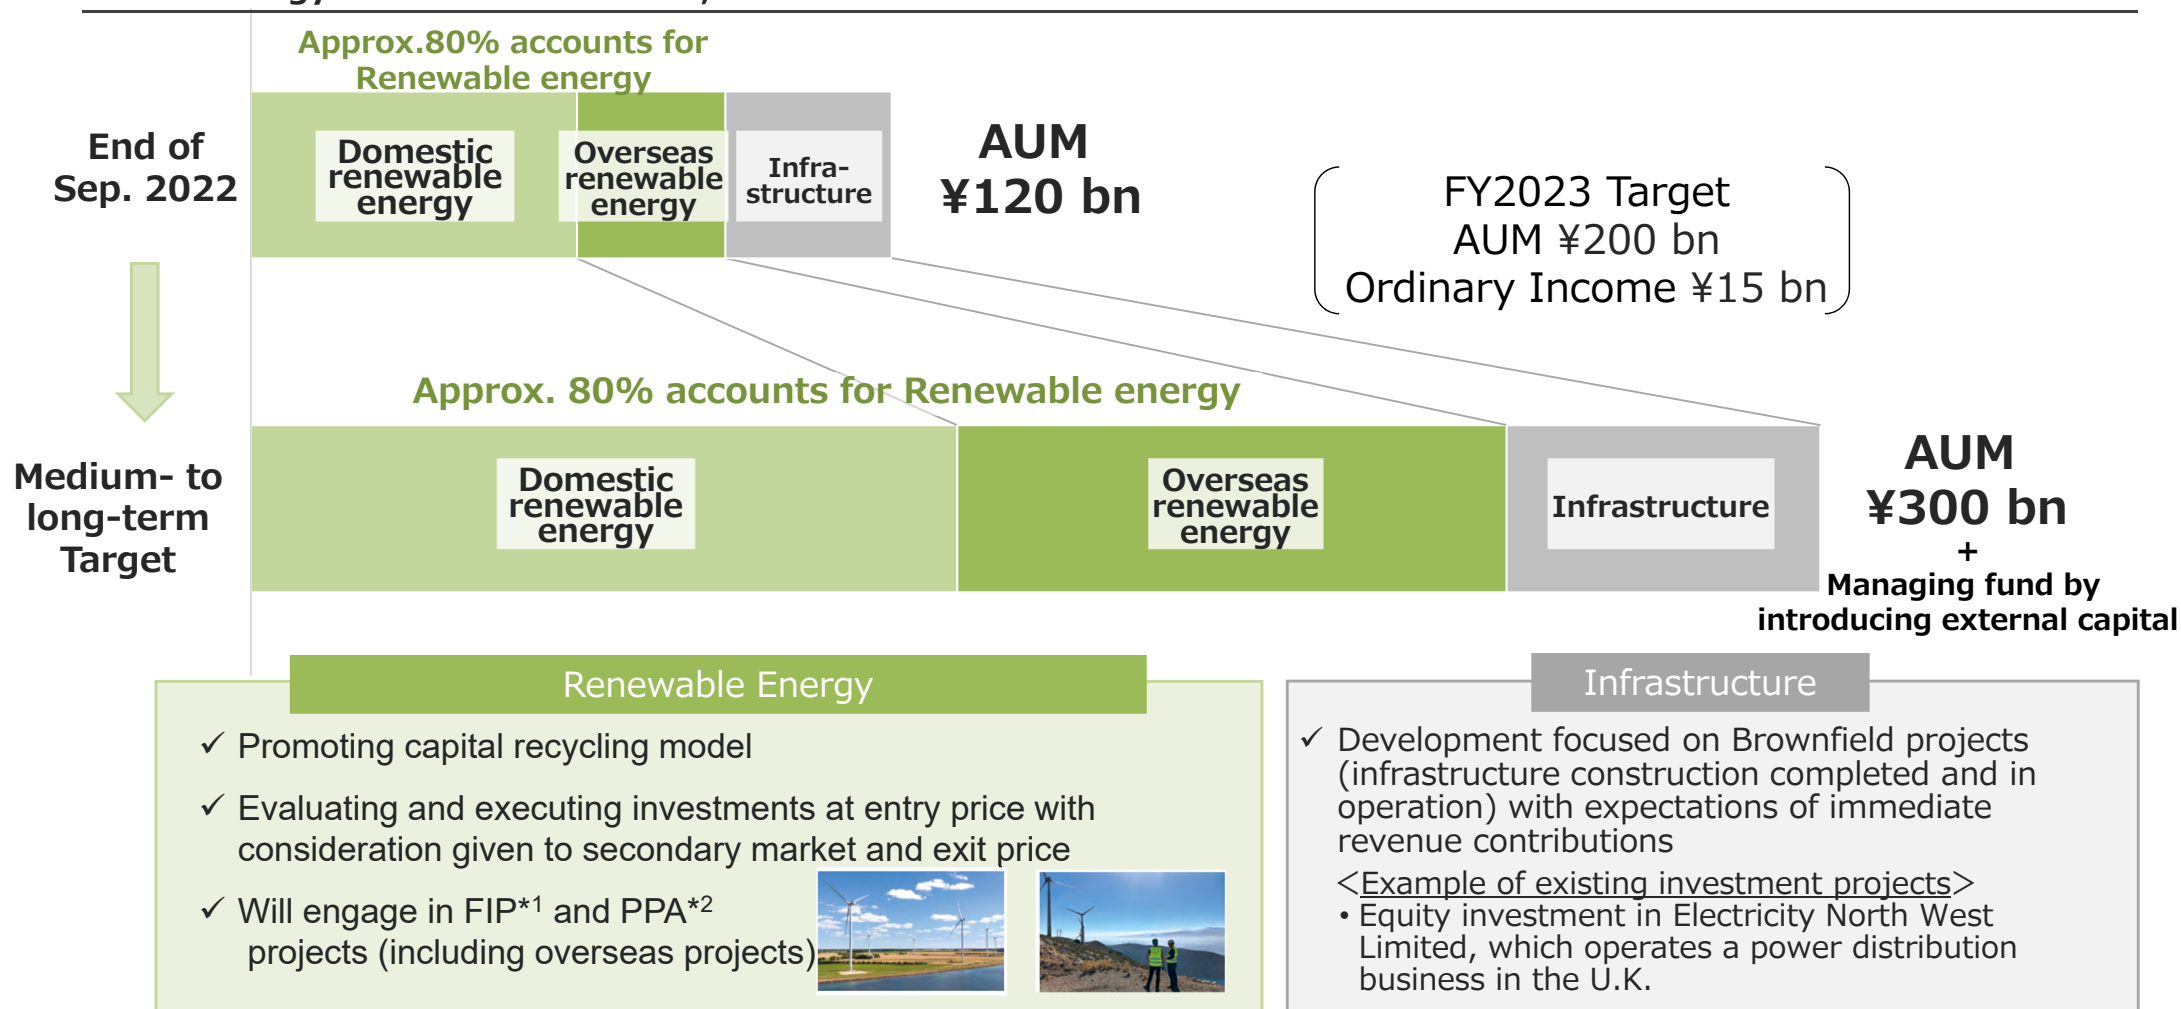 Approx.80% accounts for
Renewable energy
End of
Sep. 2022
Domestic
renewable
energy
Overseas
renewable
energy
Infra-
structure
AUM
¥120 bn
FY2023 Target
AUM ¥200 bn
Ordinary Income ¥15 bn
Approx. 80% accounts for Renewable energy
Medium- to
long-term
Target
Domestic
renewable
energy
Overseas
renewable
energy
Infrastructure
AUM
¥300 bn
+
Managing fund by
introducing external capital
Renewable Energy
✓ Promoting capital recycling model
✓ Evaluating and executing investments at entry price with
consideration given to secondary market and exit price
✓ Will engage in FIP*1 and PPA*2
projects (including overseas projects)
Infrastructure
✓ Development focused on Brownfield projects
(infrastructure construction completed and in
operation) with expectations of immediate
revenue contributions
<Example of existing investment projects>
• Equity investment in Electricity North West
Limited, which operates a power distribution
business in the U.K.